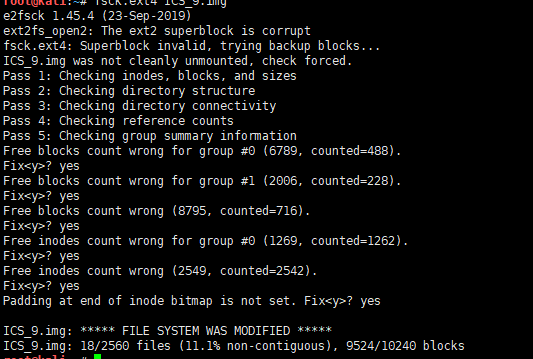 root@kali:~# fsck.ext4 ICS_9.img
e2fsck 1.45.4 (23-Sep-2019)
ext2fs_open2: The ext2 superblock is corrupt
fsck.ext4: Superblock invalid, trying backup blocks...
ICS_9.img was not cleanly unmounted, check forced.
Pass 1: Checking inodes, blocks, and sizes
Pass 2: Checking directory structure
Pass 3: Checking directory connectivity
Pass 4: Checking reference counts
Pass 5: Checking group summary information
Free blocks count wrong for group #0 (6789, counted=488).
Fix<y>? yes
Free blocks count wrong for group #1 (2006, counted=228).
Fix<y>? yes
Free blocks count wrong (8795, counted=716).
Fix<y>? yes
Free inodes count wrong for group #0 (1269, counted=1262).
Fix<y>? yes
Free inodes count wrong (2549, counted=2542).
Fix<y>? yes
Padding at end of inode bitmap is not set. Fix<y>? yes
ICS_9.img: ***** FILE SYSTEM WAS MODIFIED *****
ICS_9.img: 18/2560 files (11.1% non-contiguous), 9524/10240 blocks